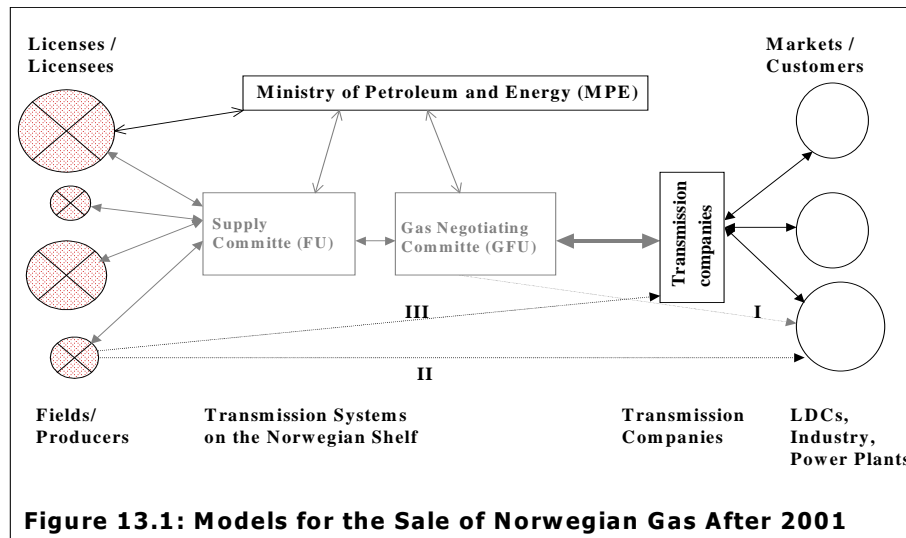 Licenses /
Licensees
Markets /
Customers
Ministry of Petroleum and Energy (MPE)
Supply
Committe (FU)
Gas Negotiating
Committe (GFU)
Transmission
companies
III
I
II
Fields/
Producers
Transmission Systems
on the Norwegian Shelf
Transmission
Companies
LDCs,
Industry,
Power Plants
Figure 13.1: Models for the Sale of Norwegian Gas After 2001